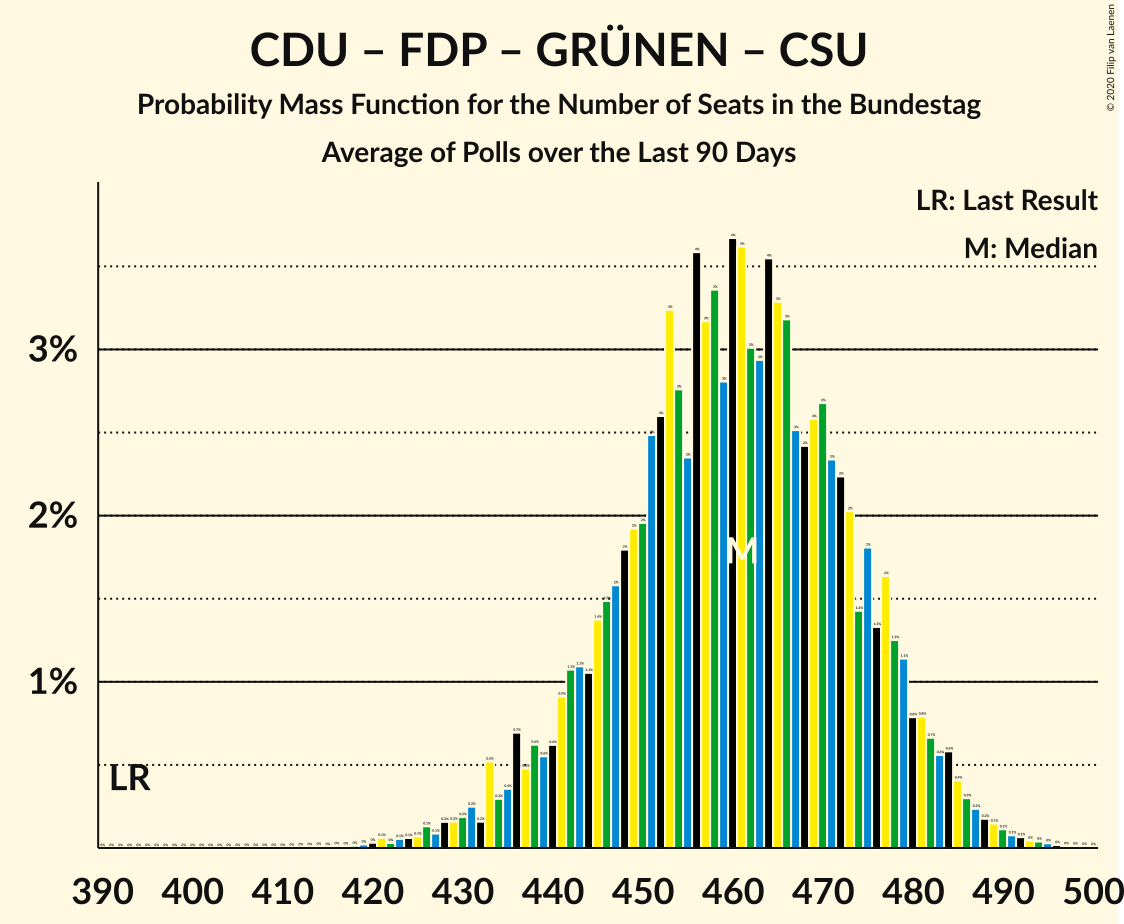 CDU – FDP – GRÜNEN – CSU
Probability Mass Function for the Number of Seats in the Bundestag
Average of Polls over the Last 90 Days
© 2020 Filip van Laenen
LR: Last Result
M: Median
3%
2%
1%
LR
M
390 400 410 420 430 440 450 460 470 480 490 500